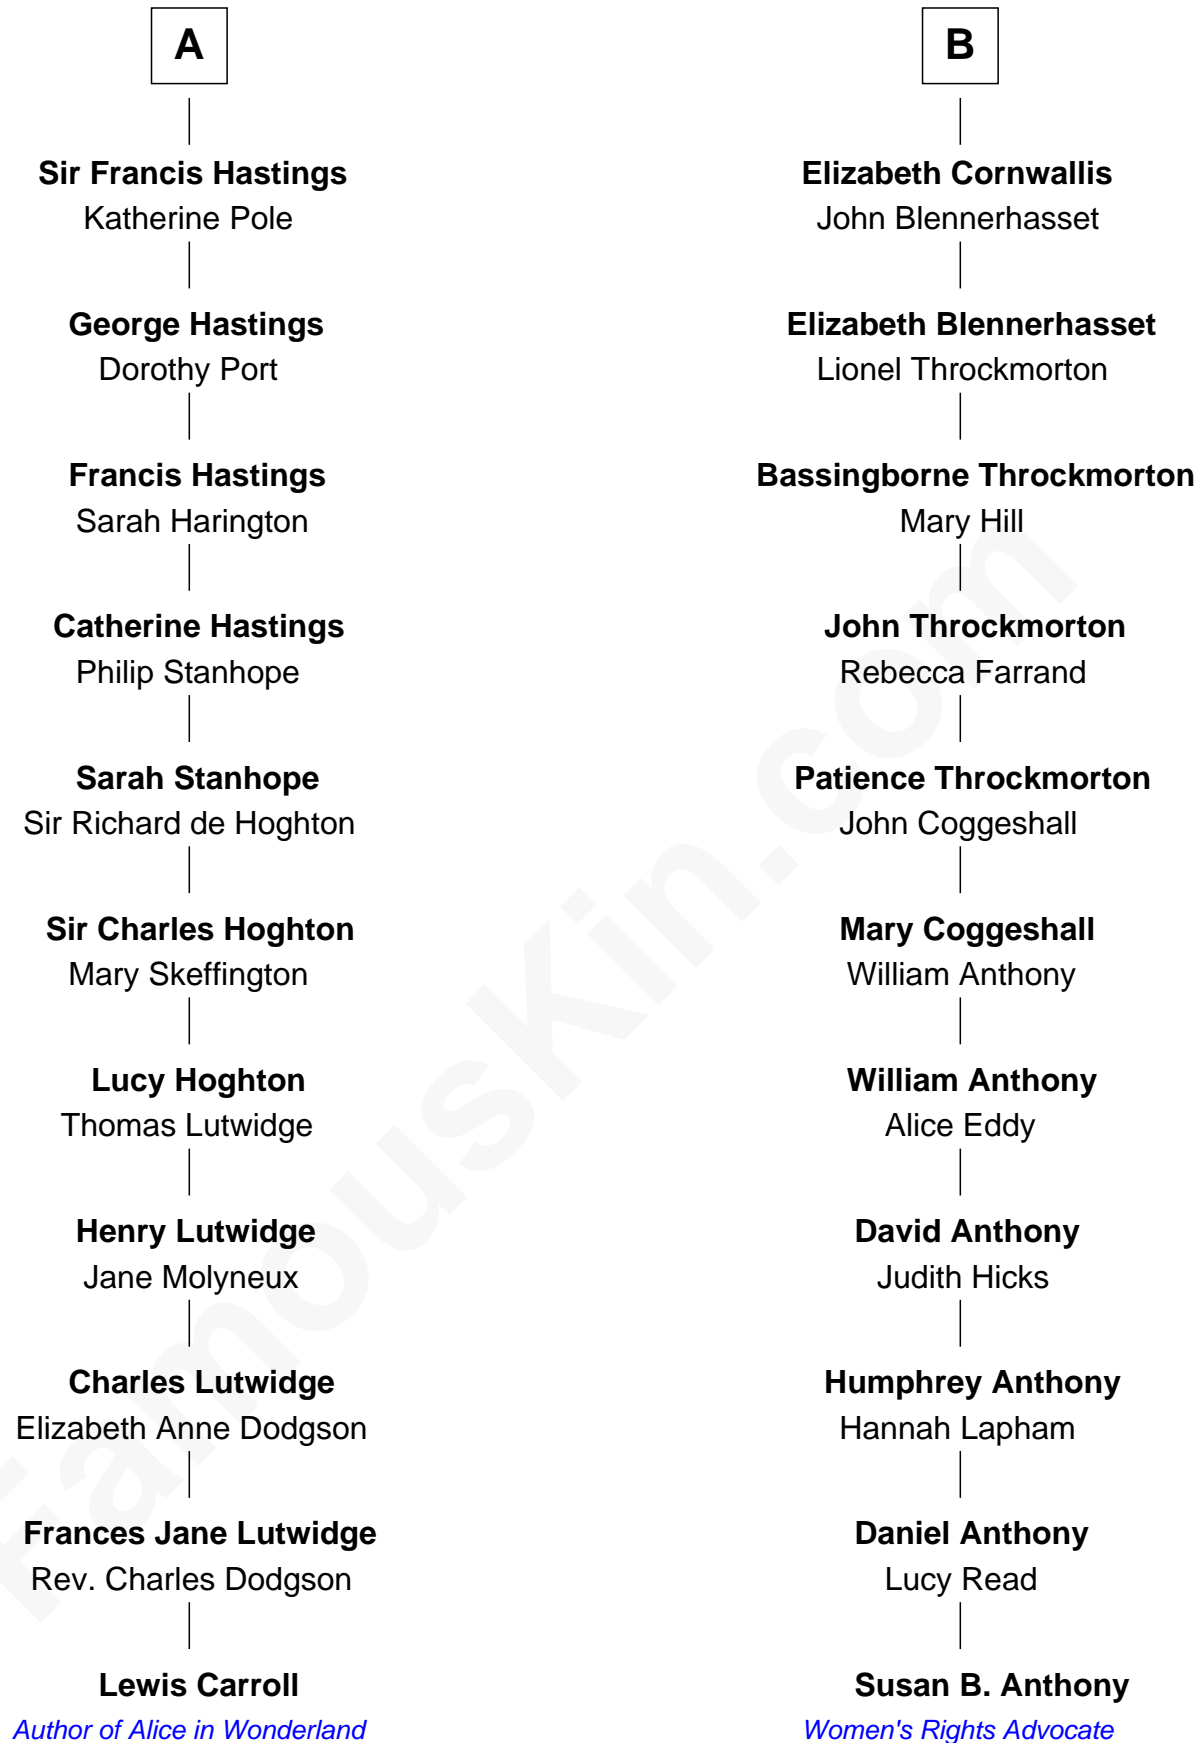 A
Sir Francis Hastings
Katherine Pole
George Hastings
Dorothy Port
Francis Hastings
Sarah Harington
Catherine Hastings
Philip Stanhope
Sarah Stanhope
Sir Richard de Hoghton
Sir Charles Hoghton
Mary Skeffington
Lucy Hoghton
Thomas Lutwidge
Henry Lutwidge
Jane Molyneux
Charles Lutwidge
Elizabeth Anne Dodgson
Frances Jane Lutwidge
Rev. Charles Dodgson
Lewis Carroll
Author of Alice in Wonderland
B
Elizabeth Cornwallis
John Blennerhasset
Elizabeth Blennerhasset
Lionel Throckmorton
Bassingborne Throckmorton
Mary Hill
John Throckmorton
Rebecca Farrand
Patience Throckmorton
John Coggeshall
Mary Coggeshall
William Anthony
William Anthony
Alice Eddy
David Anthony
Judith Hicks
Humphrey Anthony
Hannah Lapham
Daniel Anthony
Lucy Read
Susan B. Anthony
Women's Rights Advocate
FamousKin.com